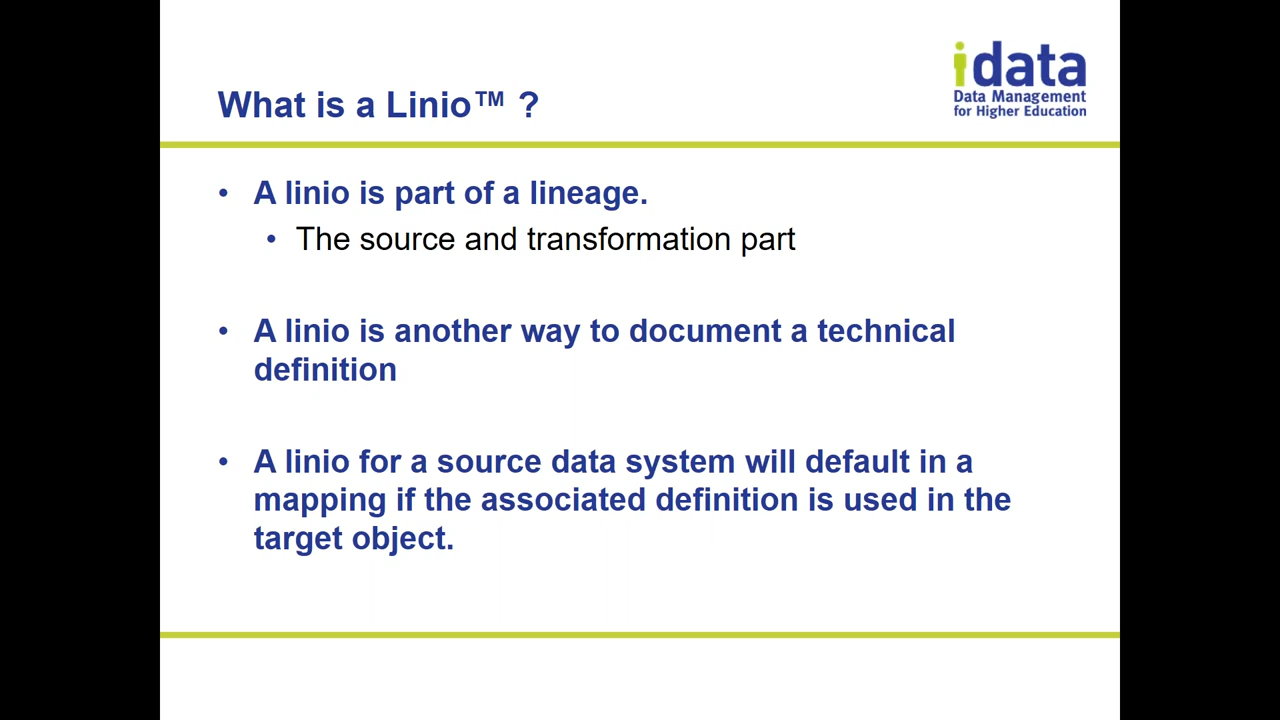 idata
Data Management
for Higher Education
What is a Linio™ ?
• A linio is part of a lineage.
• The source and transformation part
• A linio is another way to document a technical
definition
• A linio for a source data system will default in a
mapping if the associated definition is used in the
target object.